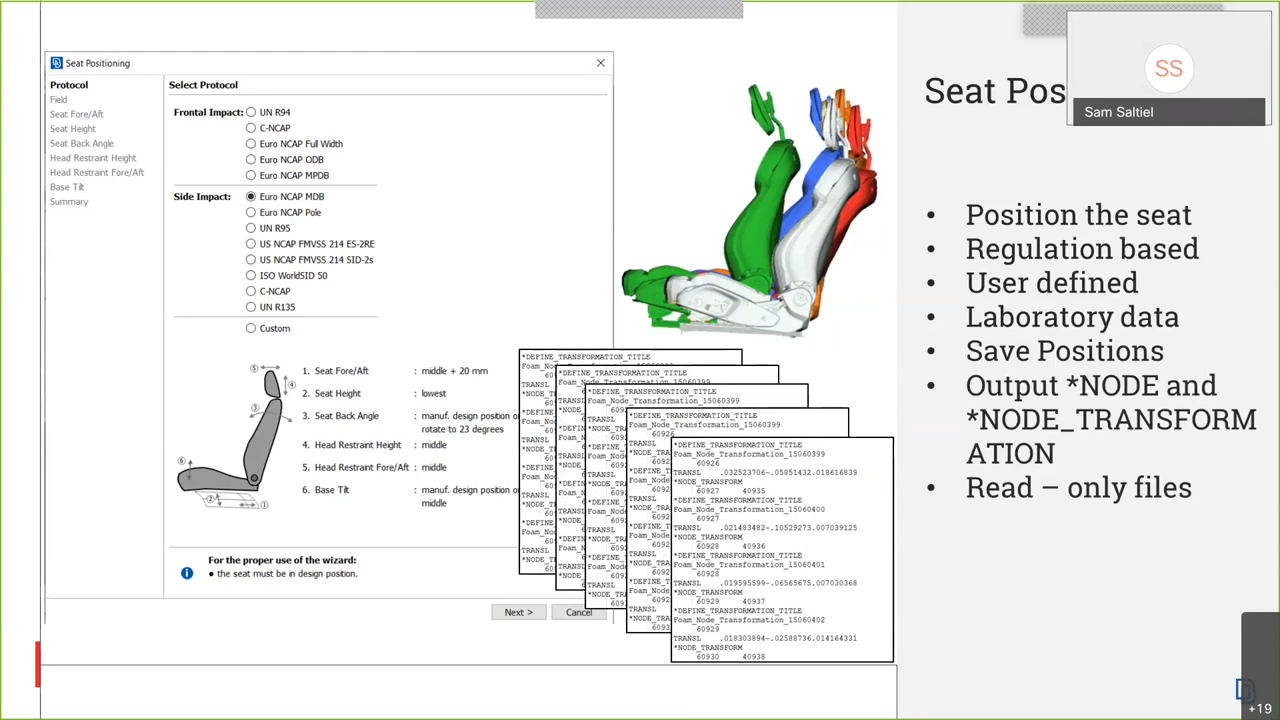 Seat Positioning
Protocol
Field
Seat Fore/Aft
Seat Height
Seat Back Angle
Head Restraint Height
Head Restraint Fore/Aft
Base Tilt
Summary
Select Protocol
Frontal Impact:
UN R94
C-NCAP
Euro NCAP Full Width
Euro NCAP ODB
Euro NCAP MPDB
Side Impact:
Euro NCAP MDB
Euro NCAP Pole
UN R95
US NCAP FMVSS 214 ES-2RE
US NCAP FMVSS 214 SID-2s
ISO WorldSID 50
C-NCAP
UN R135
Custom
1. Seat Fore/Aft : middle + 20 mm
2. Seat Height : lowest
3. Seat Back Angle : manuf. design position o
rotate to 23 degrees
4. Head Restraint Height : middle
5. Head Restraint Fore/Aft : middle
6. Base Tilt : manuf. design position o
middle
For the proper use of the wizard:
• the seat must be in design position.
Next >
Cancel
*DEFINE_TRANSFORMATION_TITLE
*DEFINE_TRANSFORMATION_TITLE
Foam_Node_Transformation_15060399
*DEFINE_TRANSFORMATION_TITLE
Foam_Node_Transformation_15060399
*DEFINE_TRANSFORMATION_TITLE
Foam_Node_Transformation_15060399
*DEFINE_TRANSFORMATION_TITLE
Foam_Node_Transformation_15060399
60926
TRANSL .032523706-.05851432.018616839
*NODE_TRANSFORM
60927 40935
*DEFINE_TRANSFORMATION_TITLE
Foam_Node_Transformation_15060400
60927
TRANSL .021483482-.10529273.007039125
*NODE_TRANSFORM
60928 40936
*DEFINE_TRANSFORMATION_TITLE
Foam_Node_Transformation_15060401
60928
TRANSL .019595599-.06565675.007030368
*NODE_TRANSFORM
60929 40937
*DEFINE_TRANSFORMATION_TITLE
Foam_Node_Transformation_15060402
60929
TRANSL .018303894-.02588736.014164331
*NODE_TRANSFORM
60930 40938
Seat Pos
SS
Sam Saltiel
• Position the seat
• Regulation based
• User defined
• Laboratory data
• Save Positions
• Output *NODE and
*NODE_TRANSFORM
ATION
• Read – only files
+19